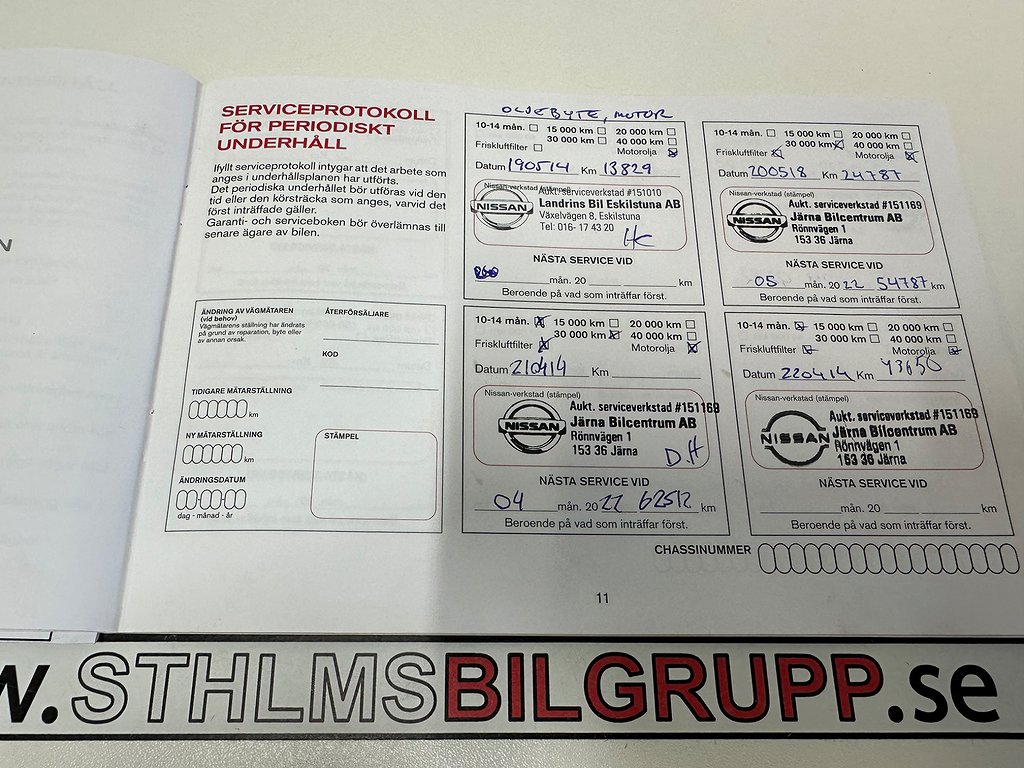 N
SERVICEPROTOKOLL
FÖR PERIODISKT
UNDERHÅLL
Ifyllt serviceprotokoll intygar att det arbete som
anges i underhållsplanen har utförts.
Det periodiska underhållet bör utföras vid den
tid eller den körsträcka som anges, varvid det
först inträffade gäller.
Garanti- och serviceboken bör överlämnas till
senare ägare av bilen.
ÄNDRING AV VÄGMÄTAREN
(vid behov)
Vägmätarens ställning har ändrats
på grund av reparation, byte eller
av annan orsak.
ÅTERFÖRSÄLJARE
KOD
TIDIGARE MÄTARSTÄLLNING
km
NY MÄTARSTÄLLNING
km
ÄNDRINGSDATUM
dag - månad - år
STÄMPEL
OLJEBYTE, MOTOR
10-14 mån. 15 000 km 20 000 km
30 000 km 40 000 km
Friskluftfilter Motorolja
Datum 190514 Km 13829
Nissan-verkstad (stämpel)
Aukt. serviceverkstad #151010
NISSAN Landrins Bil Eskilstuna AB
Växelvägen 8, Eskilstuna
Tel: 016- 17 43 20
HC
NÄSTA SERVICE VID
mån. 20 km
Beroende på vad som inträffar först.
10-14 mån. 15 000 km 20 000 km
30 000 km 40 000 km
Friskluftfilter Motorolja
Datum 200518 Km 24787
Nissan-verkstad (stämpel)
Aukt. serviceverkstad #151169
NISSAN Järna Bilcentrum AB
Rönnvägen 1
153 36 Järna
NÄSTA SERVICE VID
05 mån. 20 22 54787 km
Beroende på vad som inträffar först.
10-14 mån. 15 000 km 20 000 km
30 000 km 40 000 km
Friskluftfilter Motorolja
Datum 210414 Km
Nissan-verkstad (stämpel)
Aukt. serviceverkstad #151169
NISSAN Järna Bilcentrum AB
Rönnvägen 1
153 36 Järna
D.H
NÄSTA SERVICE VID
04 mån. 20 22 62512 km
Beroende på vad som inträffar först.
10-14 mån. 15 000 km 20 000 km
30 000 km 40 000 km
Friskluftfilter Motorolja
Datum 220414 Km 43650
Nissan-verkstad (stämpel)
Aukt. serviceverkstad #151169
NISSAN Järna Bilcentrum AB
Rönnvägen 1
153 36 Järna
NÄSTA SERVICE VID
mån. 20 km
Beroende på vad som inträffar först.
CHASSINUMMER
11
w.STHLMSBILGRUPP.se